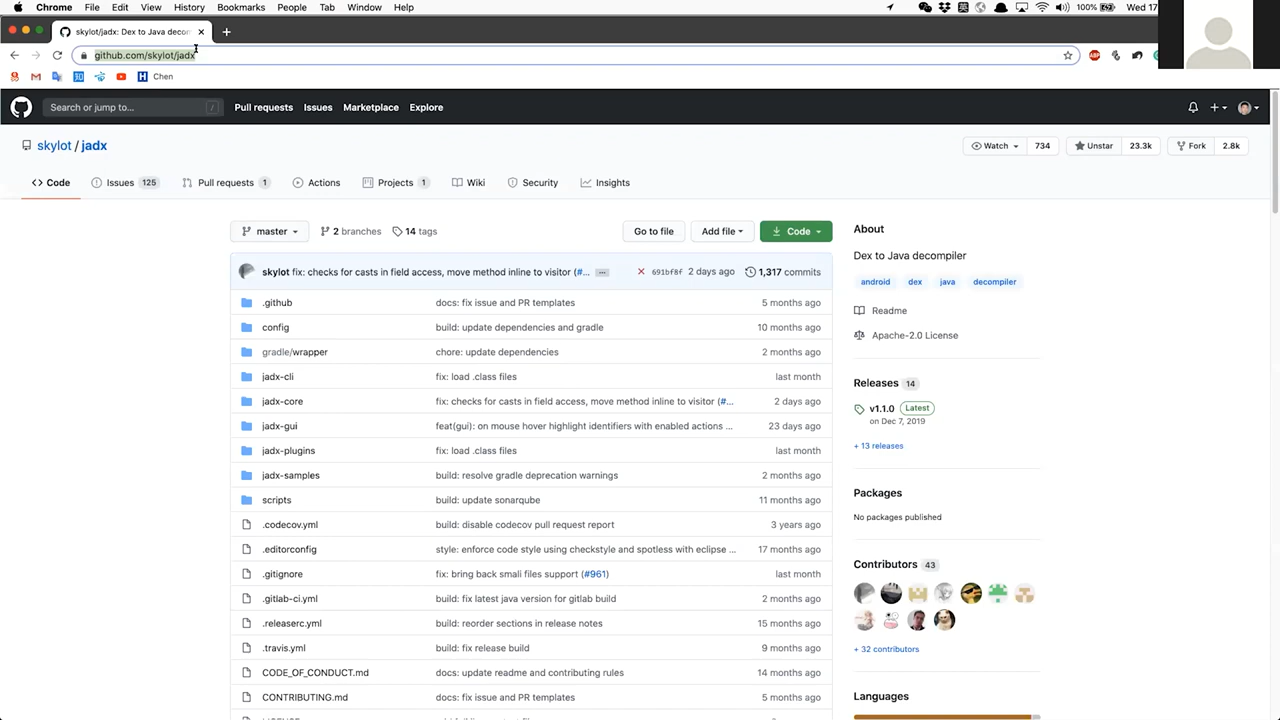 Chrome File Edit View History Bookmarks People Tab Window Help 100% Wed 17
skylot/jadx: Dex to Java decom
github.com/skylot/jadx
Chen
Search or jump to... / Pull requests Issues Marketplace Explore
skylot / jadx Watch 734 Unstar 23.3k Fork 2.8k
Code Issues 125 Pull requests 1 Actions Projects 1 Wiki Security Insights
master 2 branches 14 tags Go to file Add file Code
skylot fix: checks for casts in field access, move method inline to visitor (#... 691bf8f 2 days ago 1,317 commits
.github docs: fix issue and PR templates 5 months ago
config build: update dependencies and gradle 10 months ago
gradle/wrapper chore: update dependencies 2 months ago
jadx-cli fix: load .class files last month
jadx-core fix: checks for casts in field access, move method inline to visitor (#... 2 days ago
jadx-gui feat(gui): on mouse hover highlight identifiers with enabled actions ... 23 days ago
jadx-plugins fix: load .class files last month
jadx-samples build: resolve gradle deprecation warnings 2 months ago
scripts build: update sonarqube 11 months ago
.codecov.yml build: disable codecov pull request report 3 years ago
.editorconfig style: enforce code style using checkstyle and spotless with eclipse ... 17 months ago
.gitignore fix: bring back smali files support (#961) last month
.gitlab-ci.yml build: fix latest java version for gitlab build 2 months ago
.releaserc.yml build: reorder sections in release notes 15 months ago
.travis.yml build: fix release build 9 months ago
CODE_OF_CONDUCT.md docs: update readme and contributing rules 14 months ago
CONTRIBUTING.md docs: fix issue and PR templates 5 months ago
About
Dex to Java decompiler
android dex java decompiler
Readme
Apache-2.0 License
Releases 14
v1.1.0 Latest
on Dec 7, 2019
+ 13 releases
Packages
No packages published
Contributors 43
+ 32 contributors
Languages